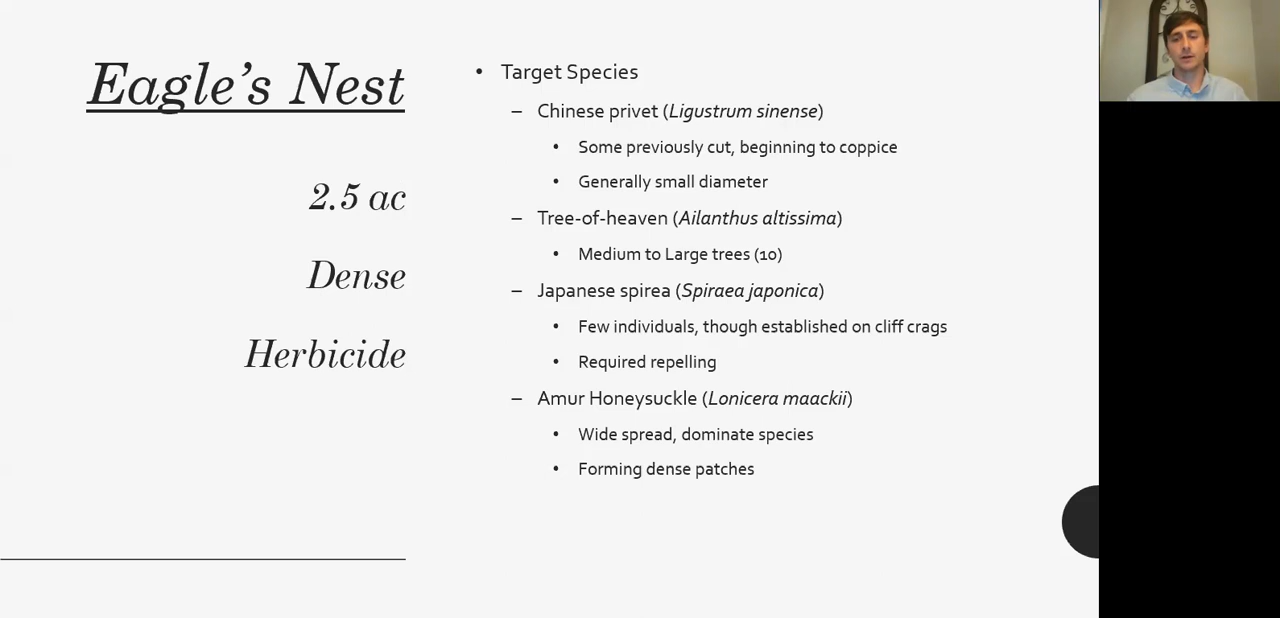 Eagle's Nest
2.5 ac
Dense
Herbicide
• Target Species
– Chinese privet (Ligustrum sinense)
• Some previously cut, beginning to coppice
• Generally small diameter
– Tree-of-heaven (Ailanthus altissima)
• Medium to Large trees (10)
– Japanese spirea (Spiraea japonica)
• Few individuals, though established on cliff crags
• Required repelling
– Amur Honeysuckle (Lonicera maackii)
• Wide spread, dominate species
• Forming dense patches